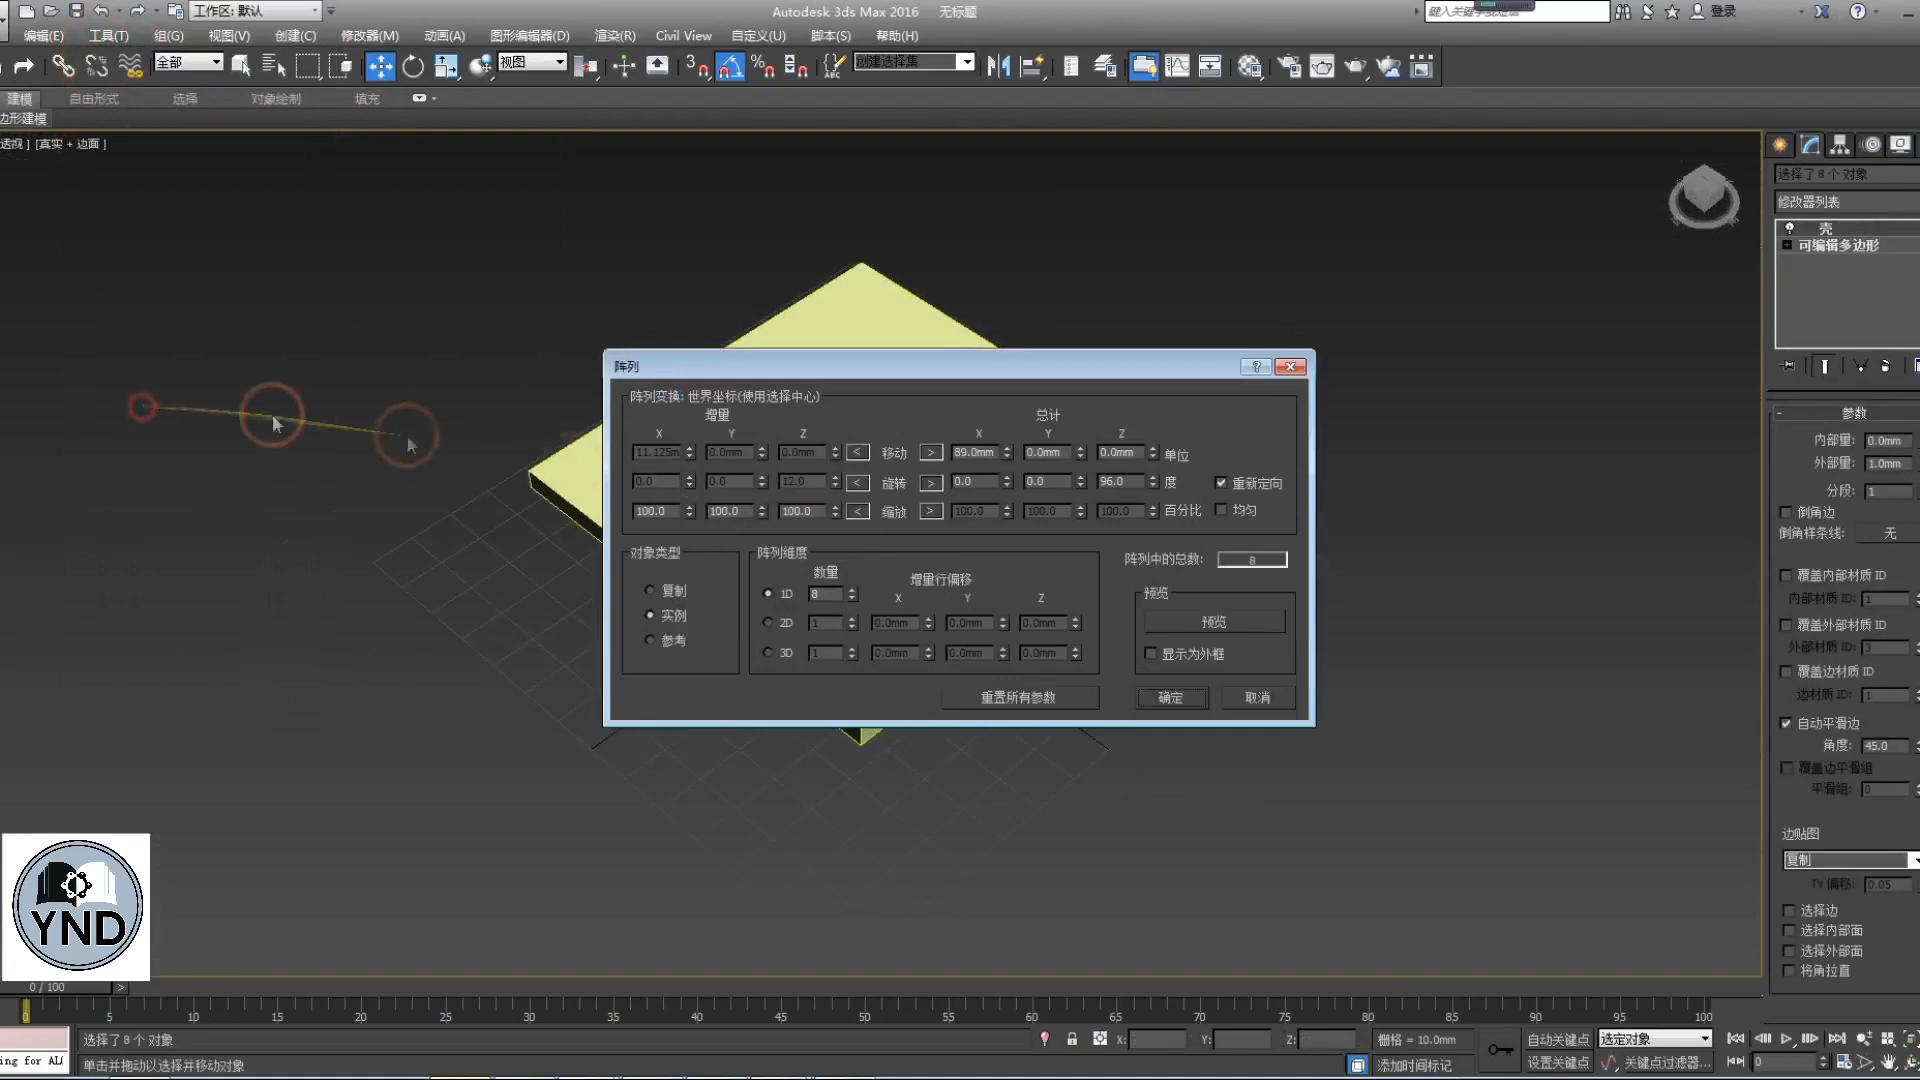 工作区: 默认
Autodesk 3ds Max 2016 无标题
登录
编辑(E) 工具(T) 组(G) 视图(V) 创建(C) 修改器(M) 动画(A) 图形编辑器(D) 渲染(R) Civil View 自定义(U) 脚本(S) 帮助(H)
全部 视图 3 创建选择集
建模 自由形式 选择 对象绘制 填充
边形建模
透视 ] [真实 + 边面 ]
选择了 8 个 对象
修改器列表
壳
可编辑多边形
阵列
阵列变换: 世界坐标(使用选择中心)
增量 总计
X Y Z X Y Z
11.125m 0.0mm 0.0mm < 移动 > 89.0mm 0.0mm 0.0mm 单位
0.0 0.0 12.0 < 旋转 > 0.0 0.0 96.0 度 重新定向
100.0 100.0 100.0 < 缩放 > 100.0 100.0 100.0 百分比 均匀
对象类型
复制
实例
参考
阵列维度
数量 增量行偏移
X Y Z
1D 8
2D 1 0.0mm 0.0mm 0.0mm
3D 1 0.0mm 0.0mm 0.0mm
阵列中的总数: 8
预览
预览
显示为外框
重置所有参数 确定 取消
参数
内部量: 0.0mm
外部量: 1.0mm
分段: 1
倒角边
倒角样条线: 无
覆盖内部材质 ID
内部材质 ID: 1
覆盖外部材质 ID
外部材质 ID: 3
覆盖边材质 ID
边材质 ID: 1
自动平滑边
角度: 45.0
覆盖边平滑组
平滑组: 0
边贴图
复制
TV 偏移: 0.05
选择边
选择内部面
选择外部面
将角拉直
YND
0 / 100 >
0 5 10 15 20 25 30 35 40 45 50 55 60 65 70 75 80 85 90 95 100
选择了 8 个 对象 X: Y: Z: 栅格 = 10.0mm 自动关键点 选定对象
ing for AL 单击并拖动以选择并移动对象 添加时间标记 设置关键点 关键点过滤器... 0